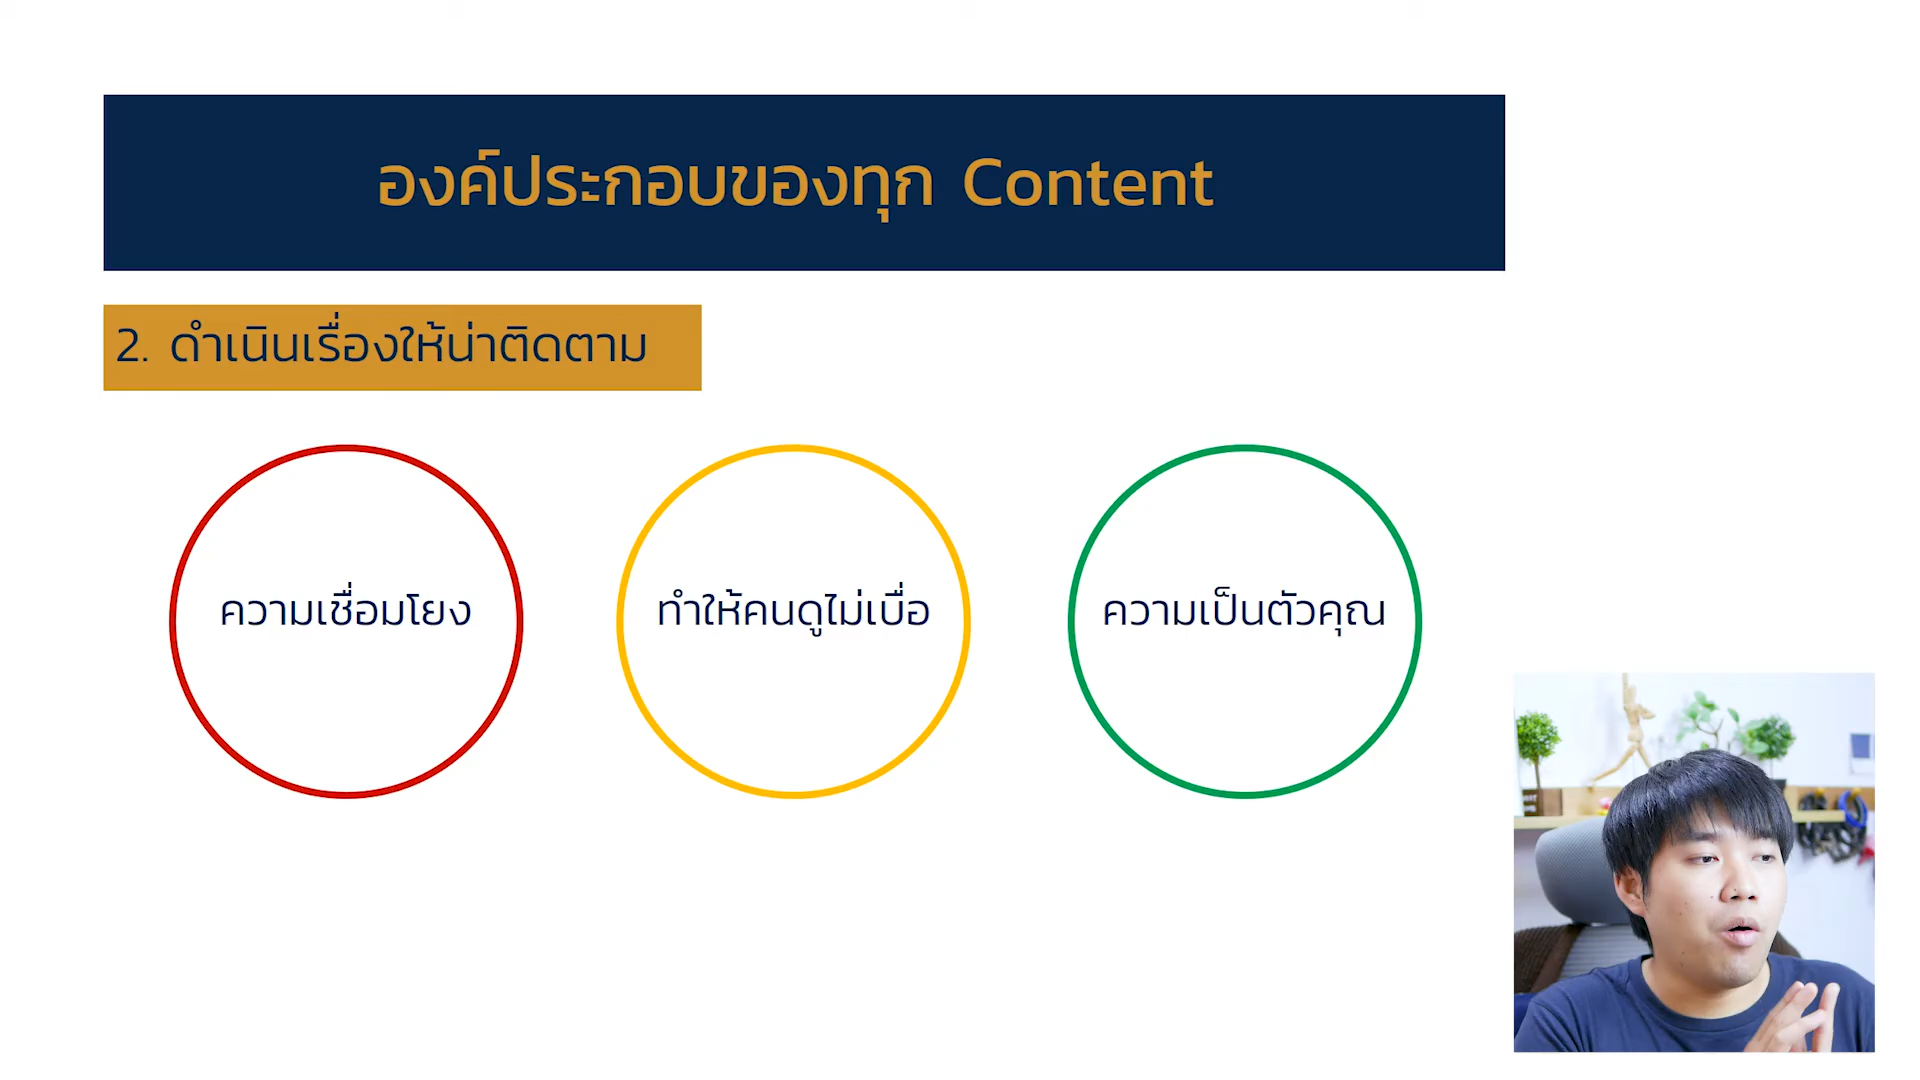 องค์ประกอบของทุก Content
2. ดำเนินเรื่องให้น่าติดตาม
ความเชื่อมโยง
ทำให้คนดูไม่เบื่อ
ความเป็นตัวคุณ